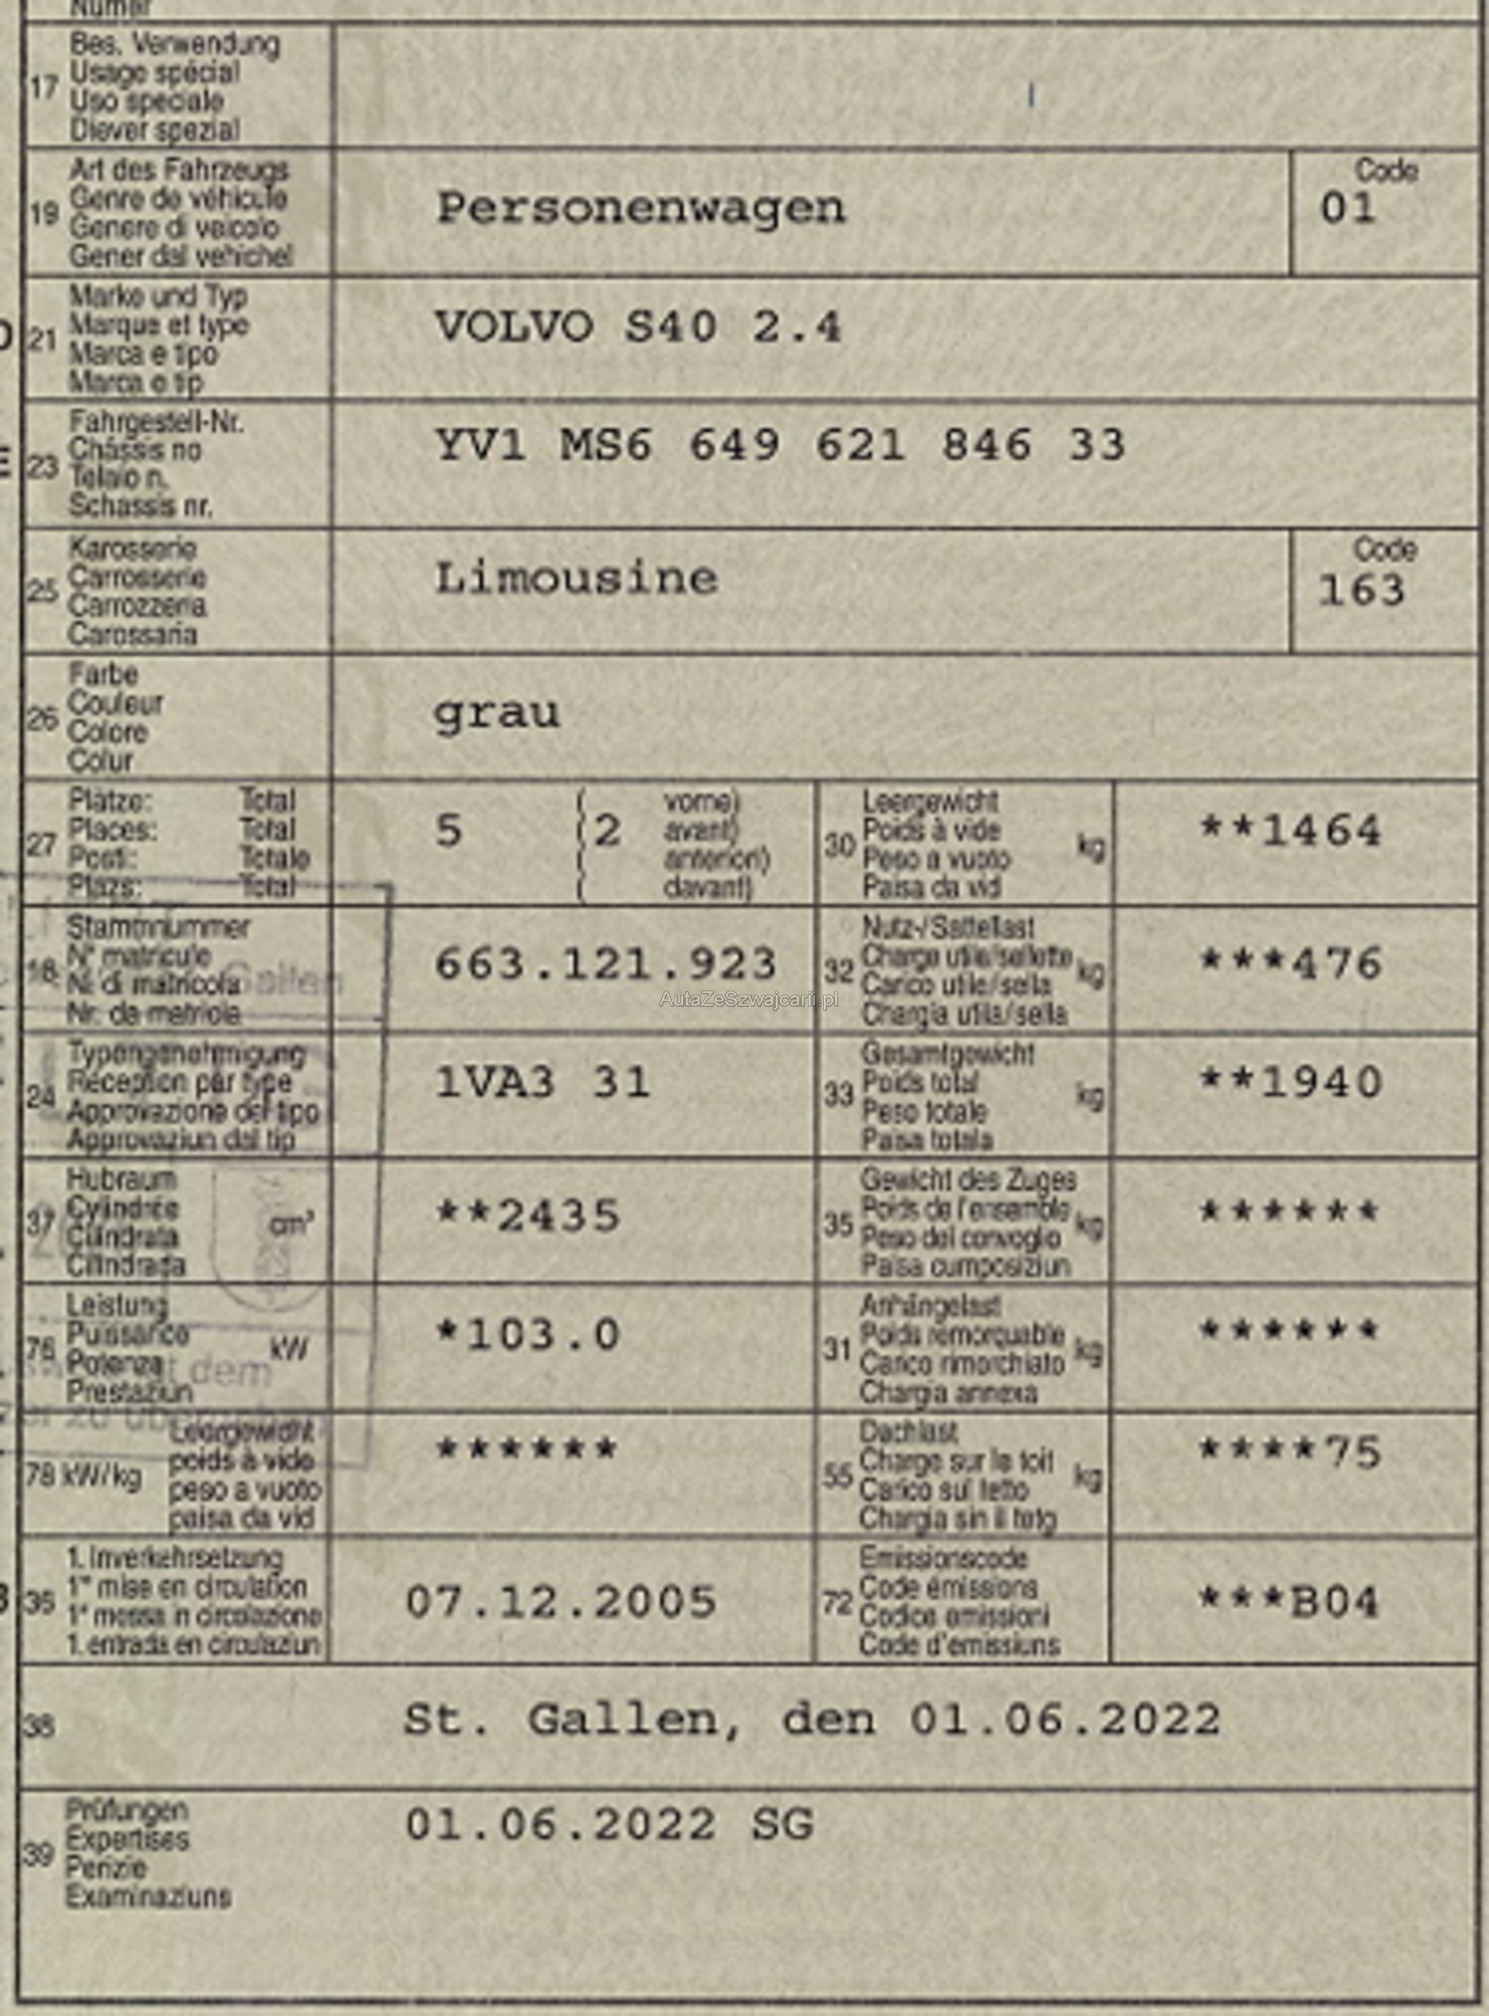 Numer
17 Bes. Verwendung
Usage spécial
Uso speciale
Diever spezial
19 Art des Fahrzeugs
Genre de véhicule
Genere di veicolo
Gener dal vehichel
Personenwagen
Code
01
D 21 Marke und Typ
Marque et type
Marca e tipo
Marca e tip
VOLVO S40 2.4
E 23 Fahrgestell-Nr.
Châssis no
Telaio n.
Schassis nr.
YV1 MS6 649 621 846 33
25 Karosserie
Carrosserie
Carrozzeria
Carossaria
Limousine
Code
163
26 Farbe
Couleur
Colore
Colur
grau
27 Plätze: Total
Places: Total
Posti: Totale
Plazs: Total
5 ( 2 vorne)
( avant)
( anteriori)
( davant)
30 Leergewicht
Poids à vide
Peso a vuoto
Paisa da vid
kg
**1464
18 Stammnummer
N° matricule
N. di matricola
Nr. da matricla
Gallen
663.121.923
32 Nutz-/Sattellast
Charge utile/sellette
Carico utile/sella
Chargia utila/sella
kg
***476
AutaZeSzwajcarii.pl
24 Typengenehmigung
Réception par type
Approvazione del tipo
Approvaziun dal tip
1VA3 31
33 Gesamtgewicht
Poids total
Peso totale
Paisa totala
kg
**1940
37 Hubraum
Cylindrée
Cilindrata
Cilindrada
cm³
**2435
35 Gewicht des Zuges
Poids de l'ensemble
Peso del convoglio
Paisa cumposiziun
kg
******
76 Leistung
Puissance
Potenza
Prestaziun
kW
dem
*103.0
31 Anhängelast
Poids remorquable
Carico rimorchiato
Chargia annexa
kg
******
zu
78 kW/kg Leergewicht
poids à vide
peso a vuoto
paisa da vid
******
55 Dachlast
Charge sur le toit
Carico sul tetto
Chargia sin il tetg
kg
****75
36 1. Inverkehrsetzung
1re mise en circulation
1a messa in circolazione
1. entrada en circulaziun
07.12.2005
72 Emissionscode
Code émissions
Codice emissioni
Code d'emissiuns
***B04
38 St. Gallen, den 01.06.2022
39 Prüfungen
Expertises
Perizie
Examinaziuns
01.06.2022 SG